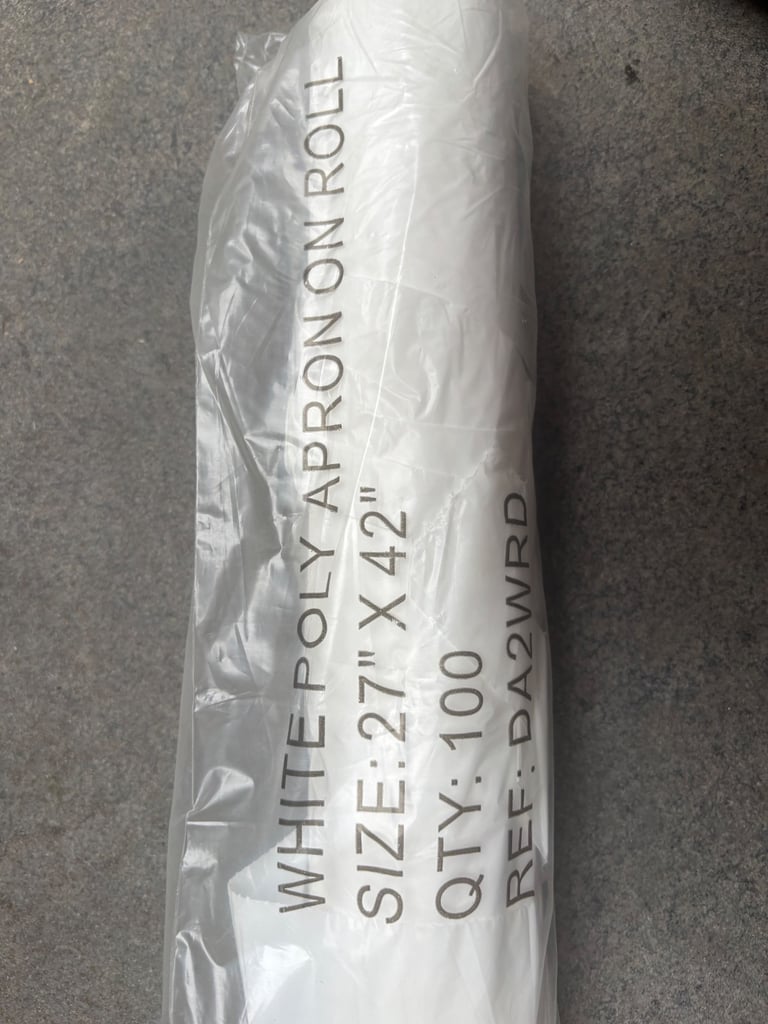 WHITE POLY APRON ON ROLL
SIZE: 27" X 42"
QTY: 100
REF: DA2WRD